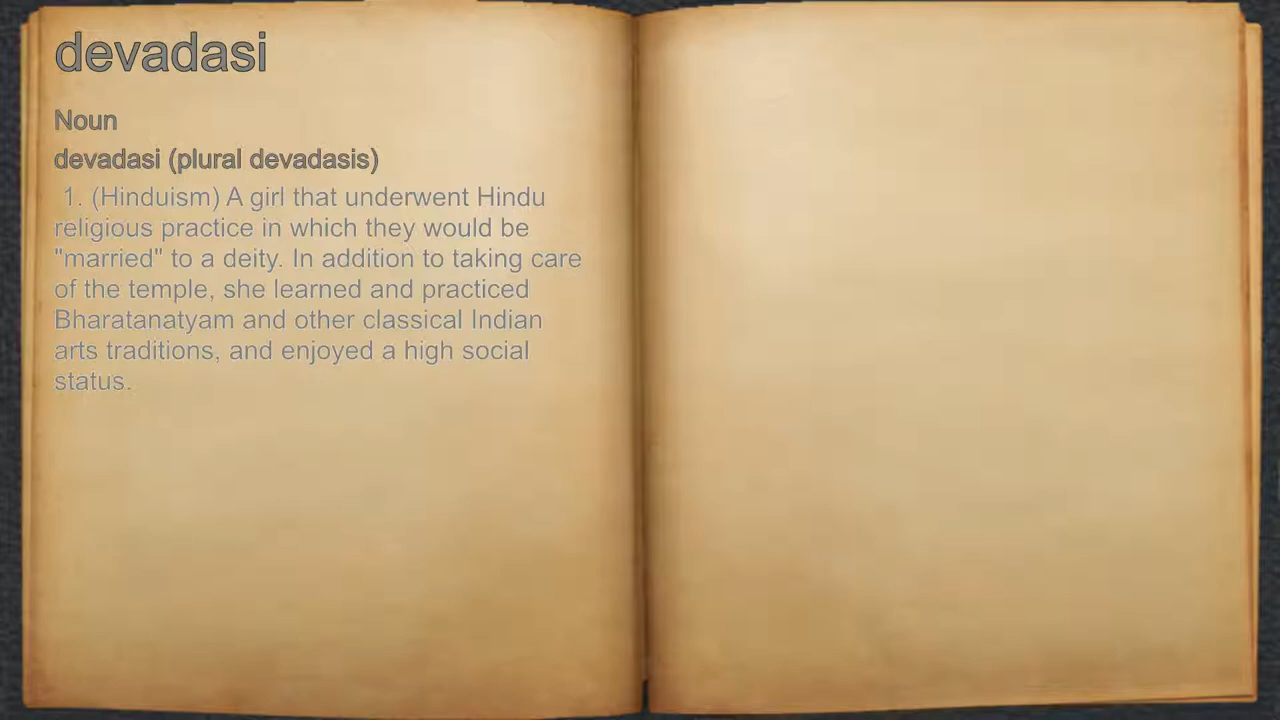 devadasi
Noun
devadasi (plural devadasis)
1. (Hinduism) A girl that underwent Hindu
religious practice in which they would be
"married" to a deity. In addition to taking care
of the temple, she learned and practiced
Bharatanatyam and other classical Indian
arts traditions, and enjoyed a high social
status.